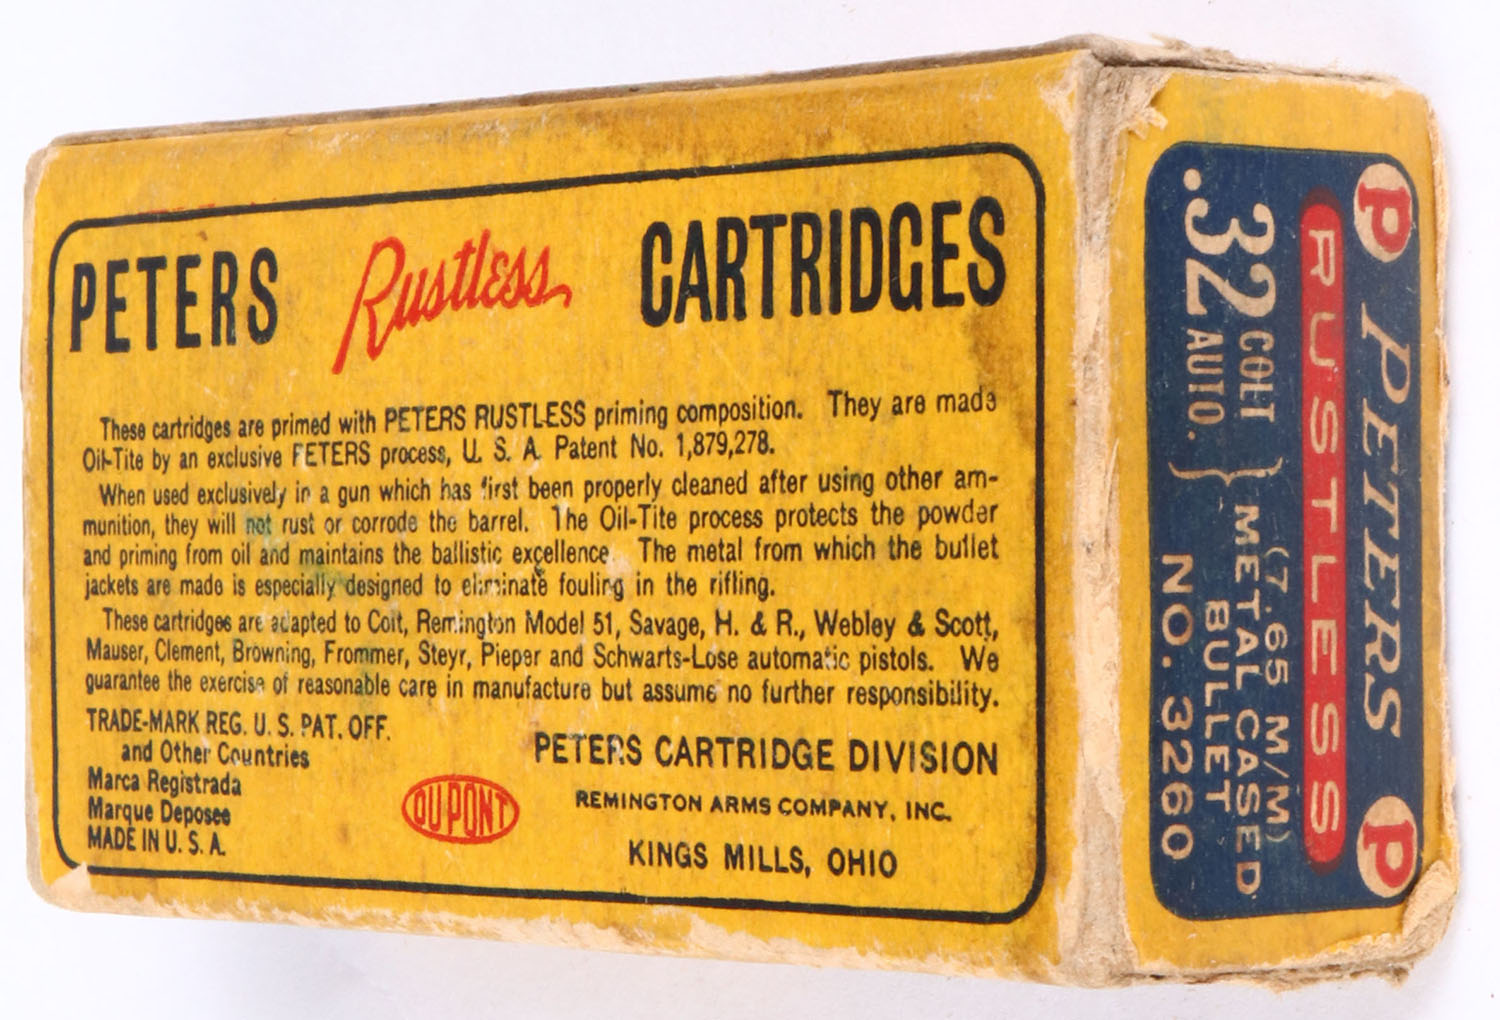 PETERS Rustless CARTRIDGES
These cartridges are primed with PETERS RUSTLESS priming composition. They are made
Oil-Tite by an exclusive PETERS process, U. S. A. Patent No. 1,879,278.
When used exclusively in a gun which has first been properly cleaned after using other am-
munition, they will not rust or corrode the barrel. The Oil-Tite process protects the powder
and priming from oil and maintains the ballistic excellence. The metal from which the bullet
jackets are made is especially designed to eliminate fouling in the rifling.
These cartridges are adapted to Colt, Remington Model 51, Savage, H. & R., Webley & Scott,
Mauser, Clement, Browning, Frommer, Steyr, Pieper and Schwarts-Lose automatic pistols. We
guarantee the exercise of reasonable care in manufacture but assume no further responsibility.
TRADE-MARK REG. U. S. PAT. OFF.
and Other Countries
Marca Registrada
Marque Deposee
MADE IN U. S. A.
DU PONT
PETERS CARTRIDGE DIVISION
REMINGTON ARMS COMPANY, INC.
KINGS MILLS, OHIO
P PETERS P
RUSTLESS
32 COLT
.32 AUTO.
(7.65 M/M)
METAL CASED
BULLET
NO. 3260